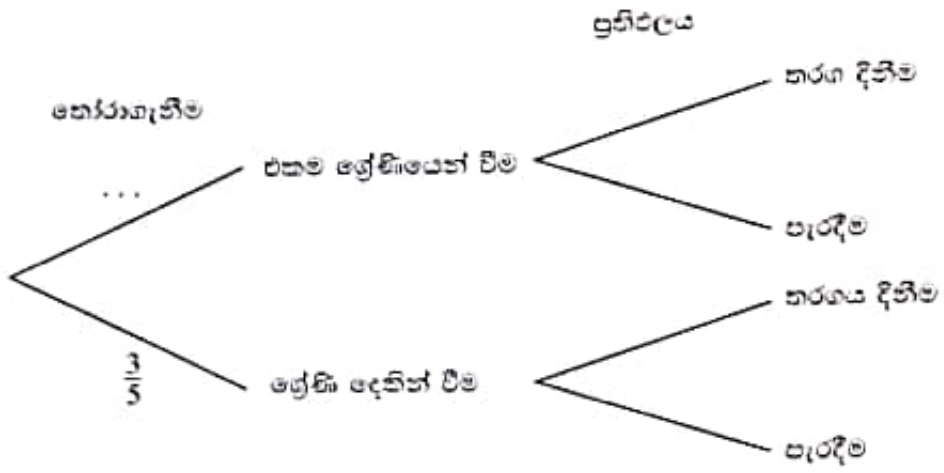 ප්‍රතිඵලය
තෝරාගැනීම
තරග දිනීම
එකම ශ්‍රේණියෙන් වීම
. . .
පැරදීම
තරගය දිනීම
3/5
ශ්‍රේණි දෙකින් වීම
පැරදීම